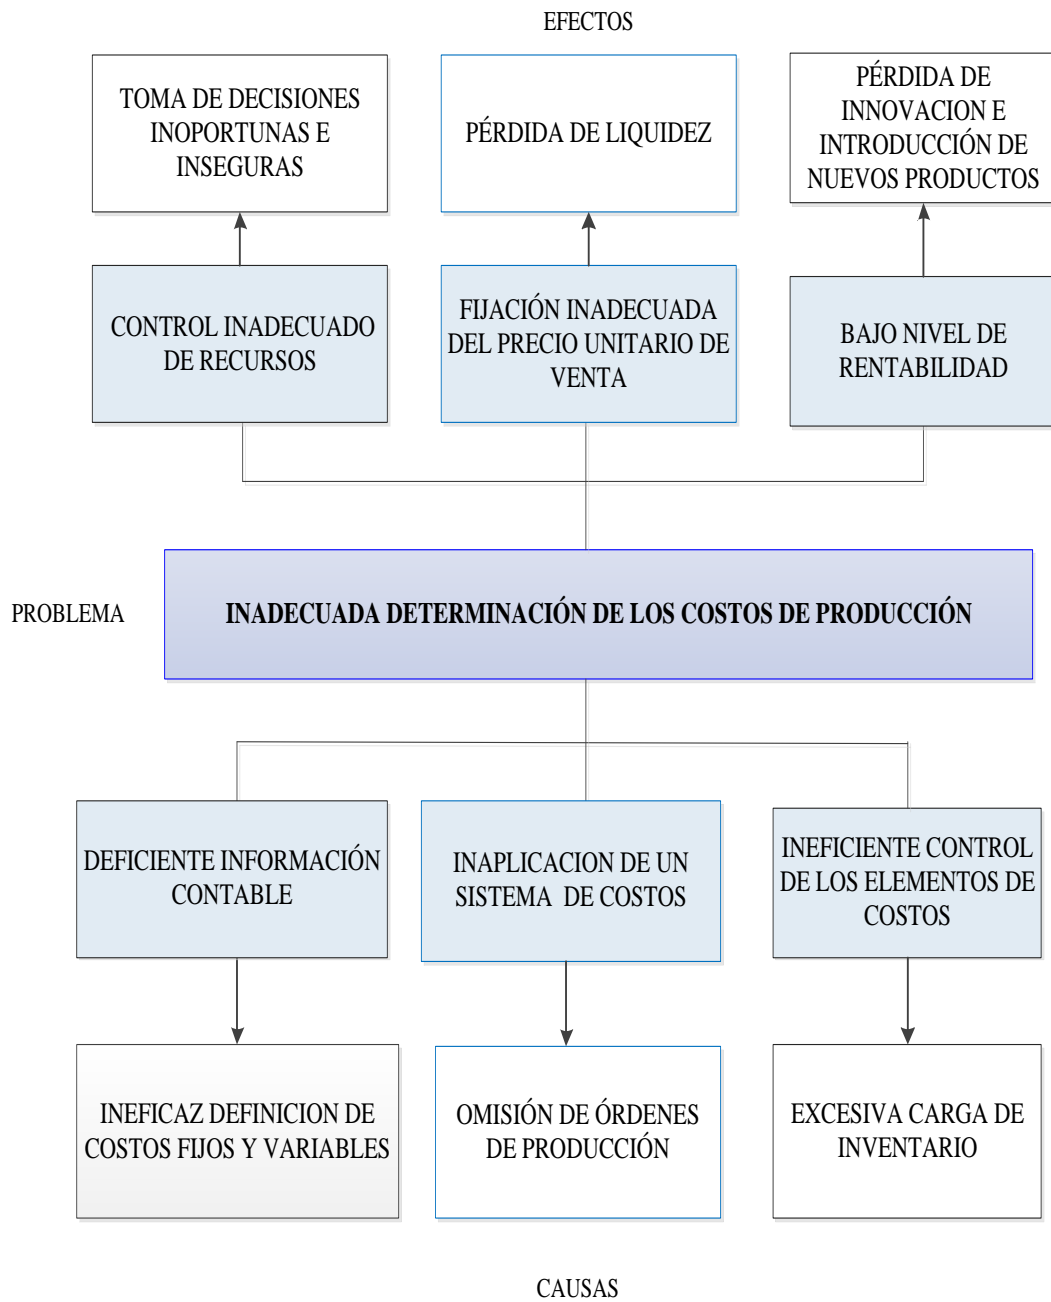 EFECTOS
TOMA DE DECISIONES
INOPORTUNAS E
INSEGURAS
PÉRDIDA DE LIQUIDEZ
PÉRDIDA DE
INNOVACION E
INTRODUCCIÓN DE
NUEVOS PRODUCTOS
CONTROL INADECUADO
DE RECURSOS
FIJACIÓN INADECUADA
DEL PRECIO UNITARIO DE
VENTA
BAJO NIVEL DE
RENTABILIDAD
PROBLEMA
INADECUADA DETERMINACIÓN DE LOS COSTOS DE PRODUCCIÓN
DEFICIENTE INFORMACIÓN
CONTABLE
INAPLICACION DE UN
SISTEMA DE COSTOS
INEFICIENTE CONTROL
DE LOS ELEMENTOS DE
COSTOS
INEFICAZ DEFINICION DE
COSTOS FIJOS Y VARIABLES
OMISIÓN DE ÓRDENES
DE PRODUCCIÓN
EXCESIVA CARGA DE
INVENTARIO
CAUSAS